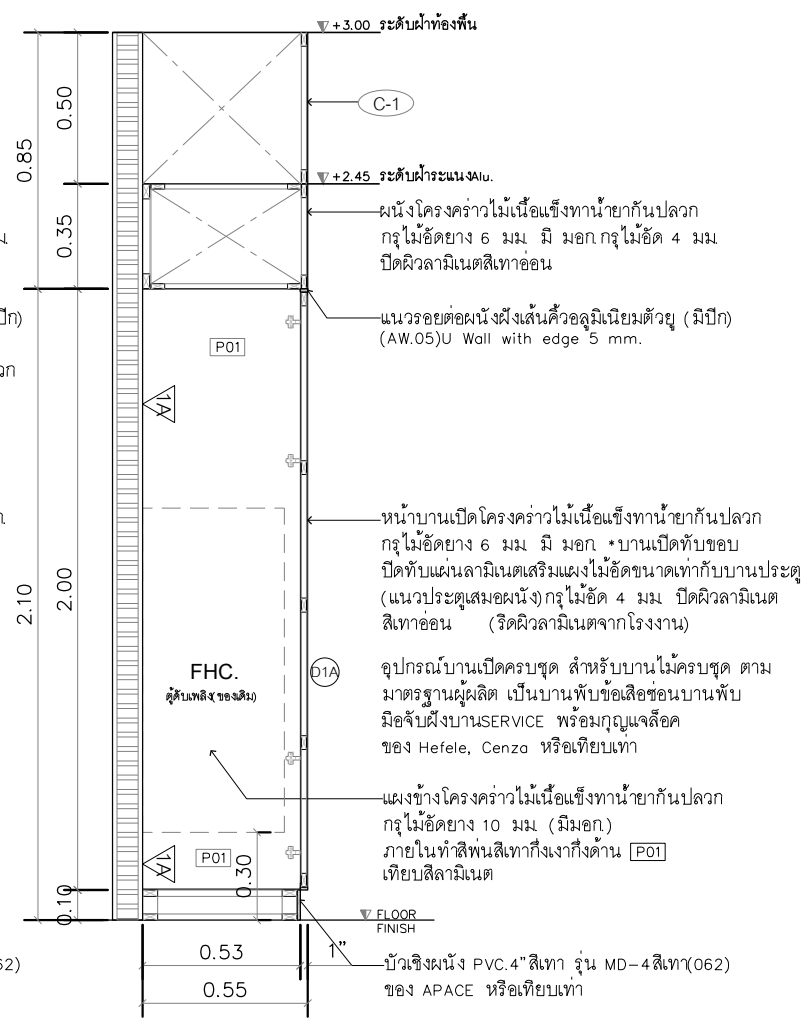 +3.00 ระดับฝ้าท้องพื้น
C-1
0.50
0.85
+2.45 ระดับฝ้าระแนงAlu.
0.35
ผนังโครงคร่าวไม้เนื้อแข็งทาน้ำยากันปลวก
กรุไม้อัดยาง 6 มม. มี มอก.กรุไม้อัด 4 มม.
ปิดผิวลามิเนตสีเทาอ่อน
แนวรอยต่อผนังฝังเส้นคิ้วอลูมิเนียมตัวยู (มีปีก)
(AW.05)U Wall with edge 5 mm.
P01
1A
2.10
2.00
หน้าบานเปิดโครงคร่าวไม้เนื้อแข็งทาน้ำยากันปลวก
กรุไม้อัดยาง 6 มม. มี มอก. *บานเปิดทับขอบ
ปิดทับแผ่นลามิเนตเสริมแผงไม้อัดขนาดเท่ากับบานประตู
(แนวประตูเสมอผนัง)กรุไม้อัด 4 มม. ปิดผิวลามิเนต
สีเทาอ่อน (รีดผิวลามิเนตจากโรงงาน)
FHC.
ตู้ดับเพลิง(ของเดิม)
D1A
อุปกรณ์บานเปิดครบชุด สำหรับบานไม้ครบชุด ตาม
มาตรฐานผู้ผลิต เป็นบานพับข้อเสือซ่อนบานพับ
มือจับฝังบานSERVICE พร้อมกุญแจล็อค
ของ Hefele, Cenza หรือเทียบเท่า
แผงข้างโครงคร่าวไม้เนื้อแข็งทาน้ำยากันปลวก
กรุไม้อัดยาง 10 มม. (มีมอก.)
ภายในทำสีพ่นสีเทากึ่งเงากึ่งด้าน P01
เทียบสีลามิเนต
1A
P01
0.30
0.10
FLOOR
FINISH
0.53
1"
0.55
บัวเชิงผนัง PVC.4"สีเทา รุ่น MD-4สีเทา(062)
ของ APACE หรือเทียบเท่า
ปีก)
วก
62)